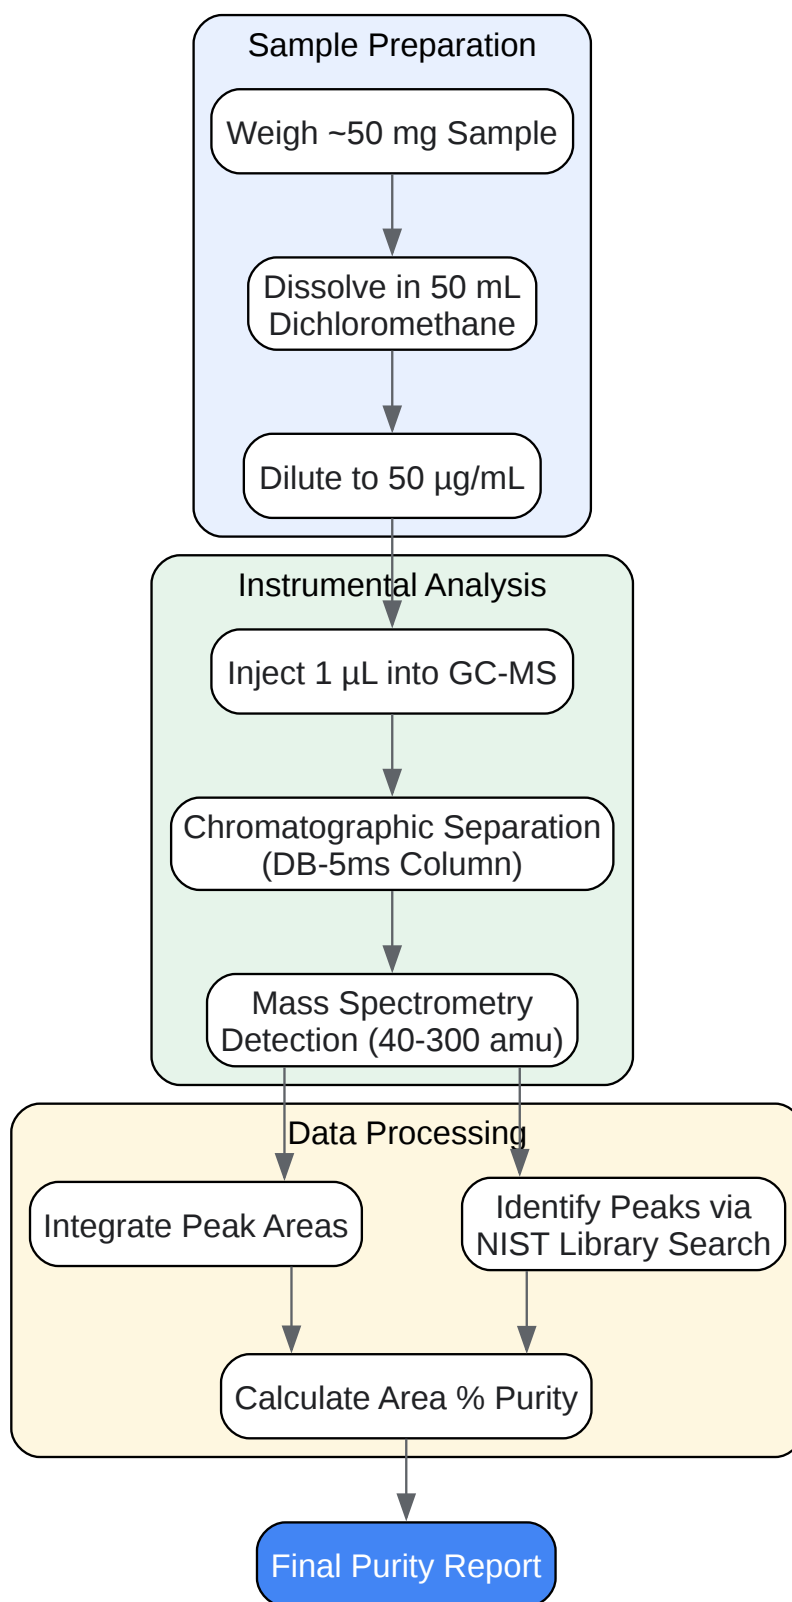 Sample Preparation
Weigh ~50 mg Sample
Dissolve in 50 mL
Dichloromethane
Dilute to 50 µg/mL
Instrumental Analysis
Inject 1 µL into GC-MS
Chromatographic Separation
(DB-5ms Column)
Mass Spectrometry
Detection (40-300 amu)
Data Processing
Integrate Peak Areas
Identify Peaks via
NIST Library Search
Calculate Area % Purity
Final Purity Report